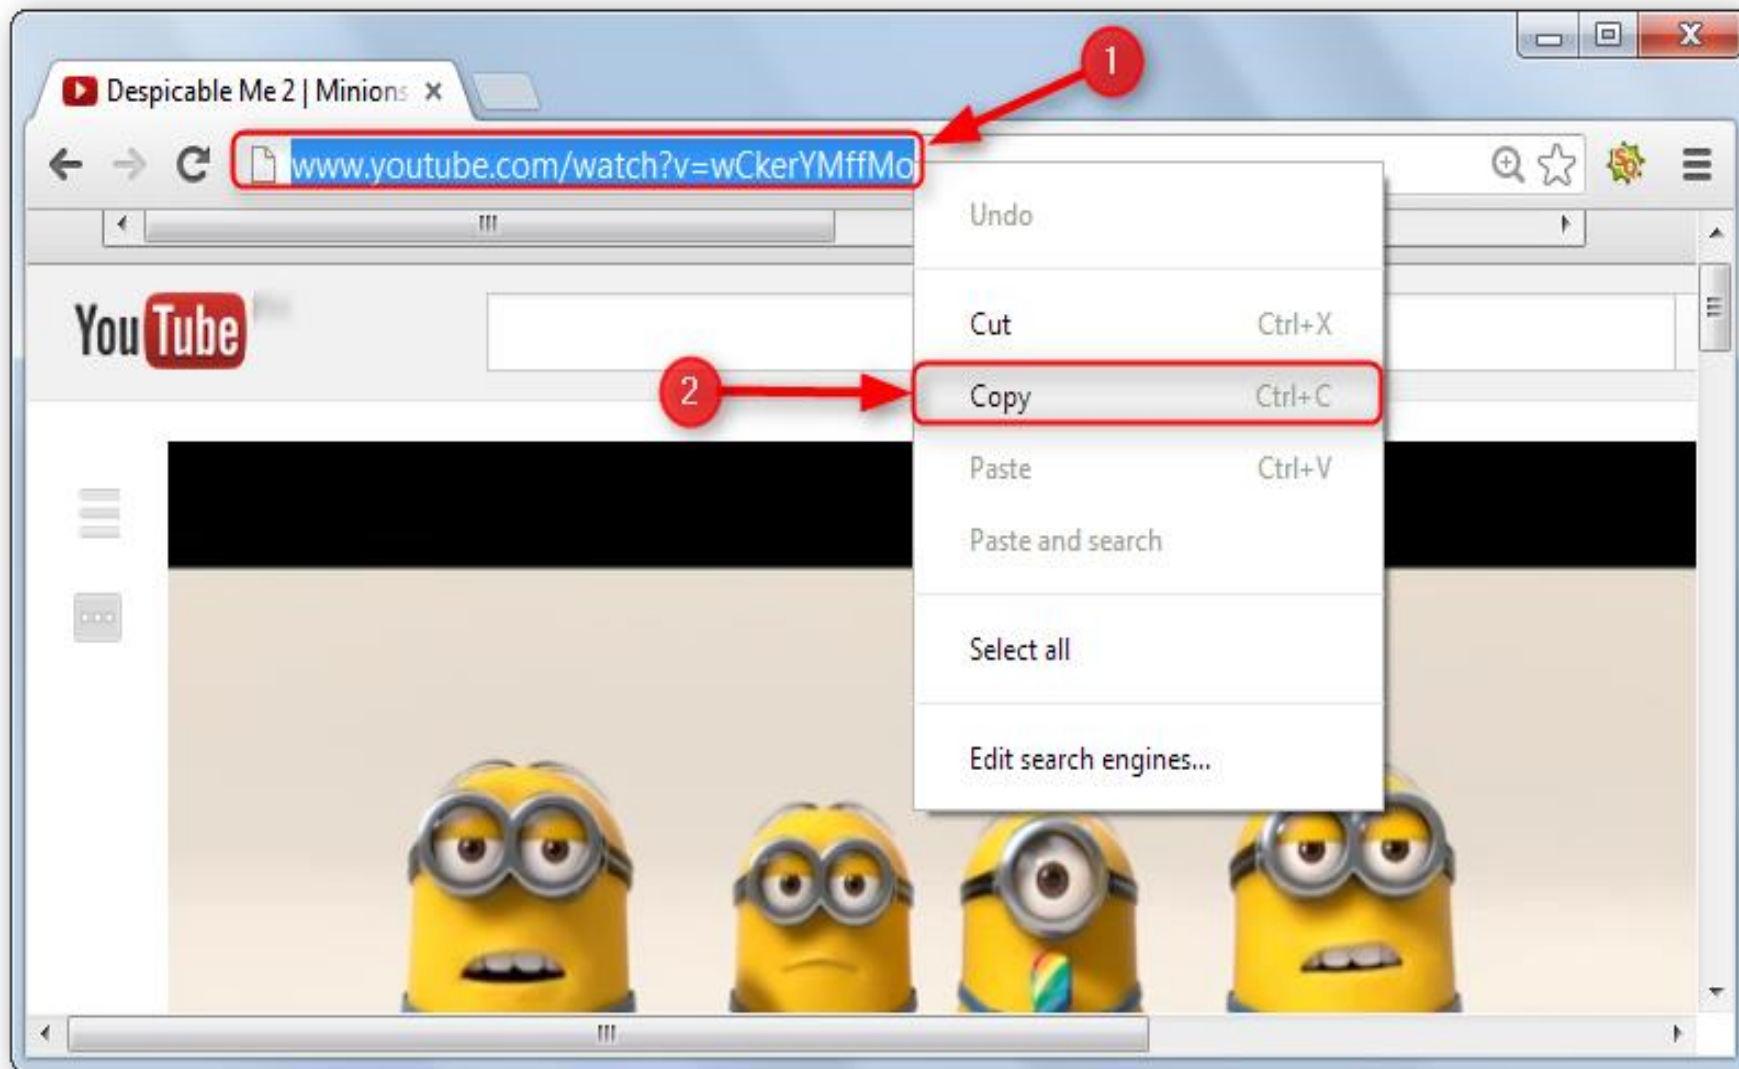 1
Despicable Me 2 | Minions
www.youtube.com/watch?v=wCkerYMffMo
Undo
YouTube
Cut Ctrl+X
2
Copy Ctrl+C
Paste Ctrl+V
Paste and search
Select all
Edit search engines...